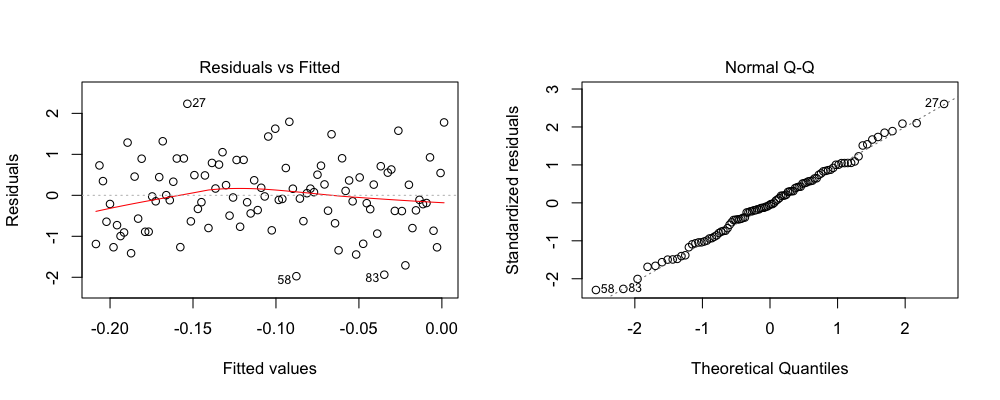 Residuals vs Fitted
Residuals
2
1
0
-1
-2
27
58
83
-0.20 -0.15 -0.10 -0.05 0.00
Fitted values
Normal Q-Q
Standardized residuals
3
2
1
0
-1
-2
27
58
83
-2 -1 0 1 2
Theoretical Quantiles